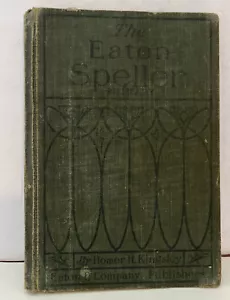 The
Eaton
Speller
By Homer H. Kingsley
Eaton & Company, Publishers